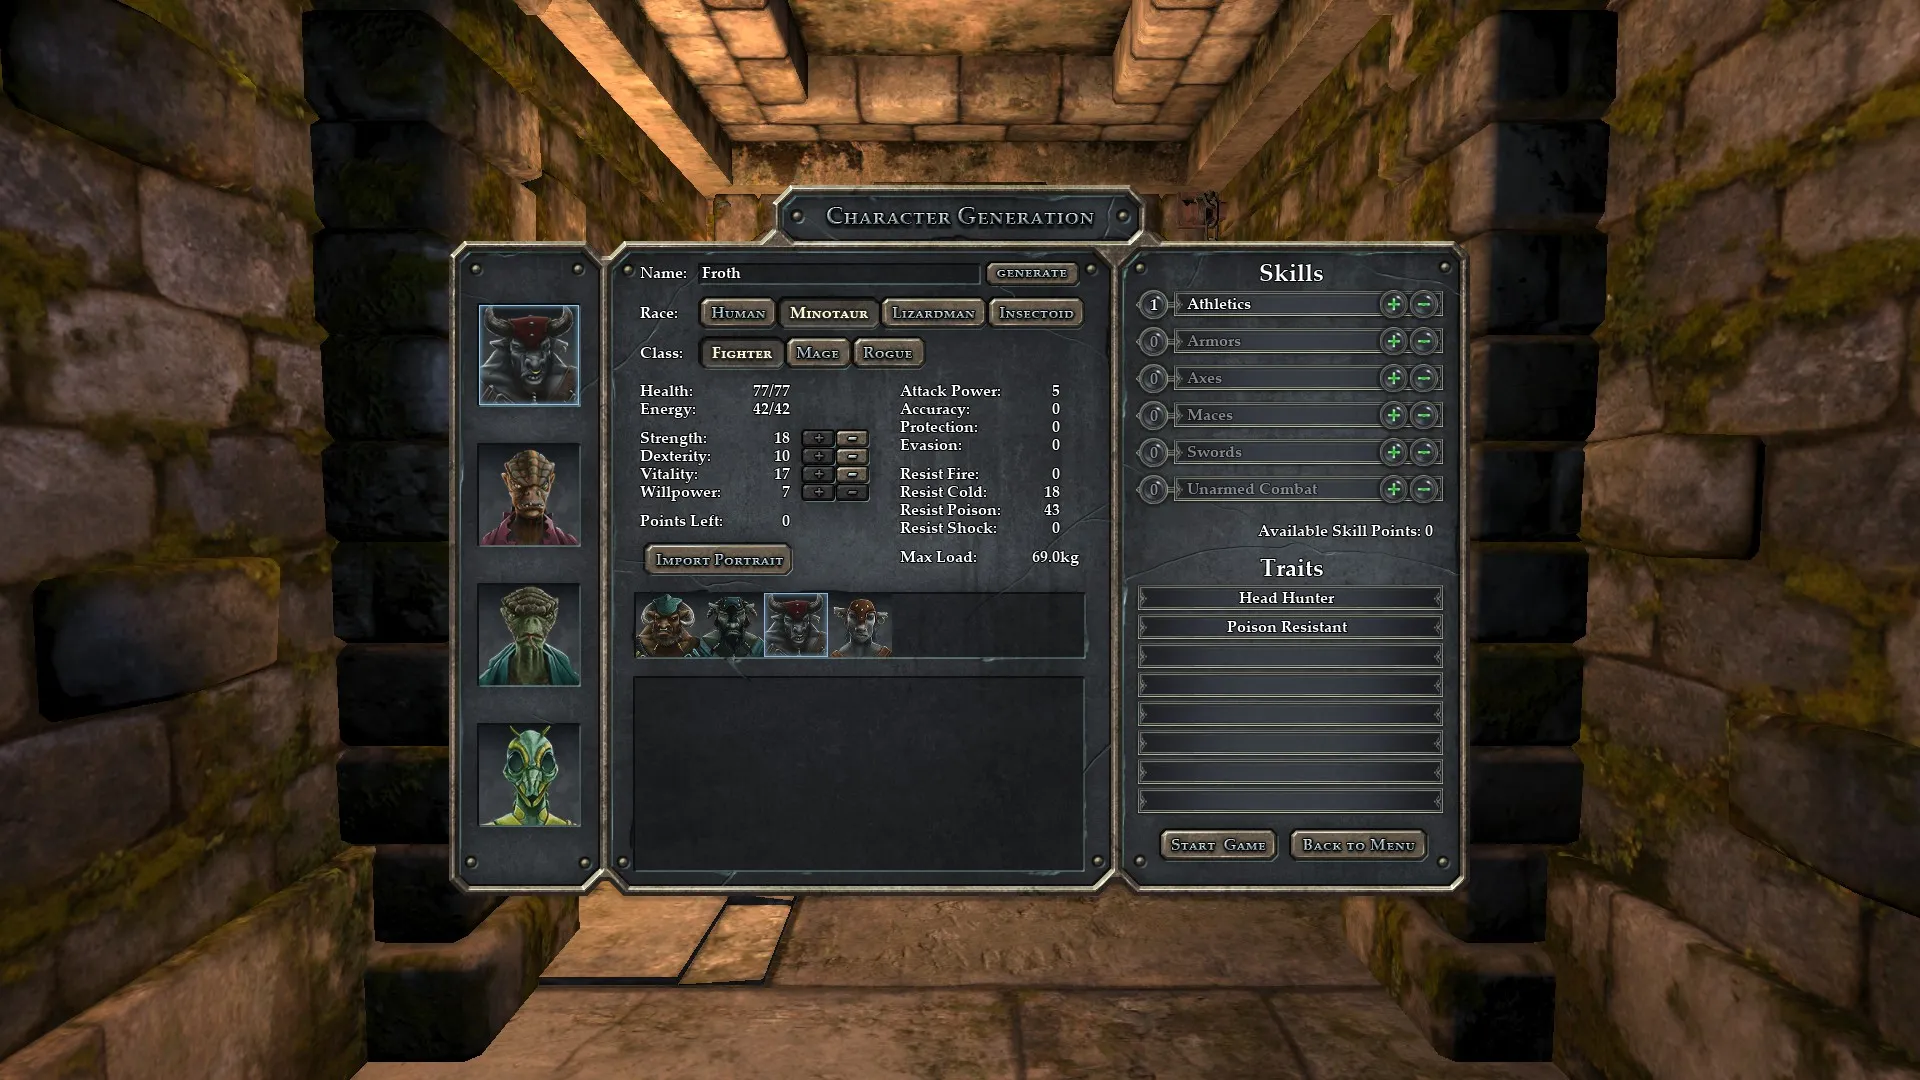 Character Generation
Name: Froth GENERATE
Race: Human Minotaur Lizardman Insectoid
Class: Fighter Mage Rogue
Health: 77/77
Energy: 42/42
Strength: 18 + -
Dexterity: 10 + -
Vitality: 17 + -
Willpower: 7 + -
Points Left: 0
Import Portrait
Attack Power: 5
Accuracy: 0
Protection: 0
Evasion: 0
Resist Fire: 0
Resist Cold: 18
Resist Poison: 43
Resist Shock: 0
Max Load: 69.0kg
Skills
1 Athletics + -
0 Armors + -
0 Axes + -
0 Maces + -
0 Swords + -
0 Unarmed Combat + -
Available Skill Points: 0
Traits
Head Hunter
Poison Resistant
Start Game Back to Menu